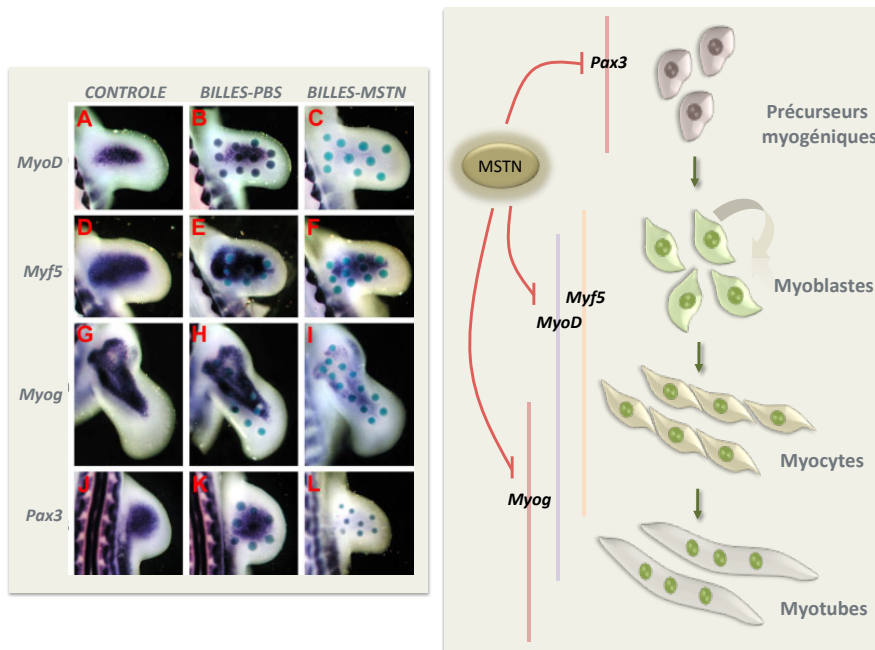 CONTROLE BILLES-PBS BILLES-MSTN
A B C
MyoD
D E F
Myf5
G H I
Myog
J K L
Pax3
Pax3
Précurseurs
myogéniques
MSTN
Myf5
MyoD
Myoblastes
Myocytes
Myog
Myotubes